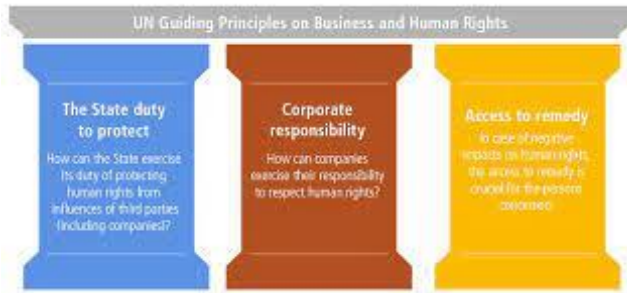 UN Guiding Principles on Business and Human Rights
The State duty
to protect
How can the State exercise
its duty of protecting
human rights from
influences of third parties
(including companies)?
Corporate
responsibility
How can companies
exercise their responsibility
to respect human rights?
Access to remedy
In case of negative
impacts on human rights,
the access to remedy is
crucial for the persons
concerned